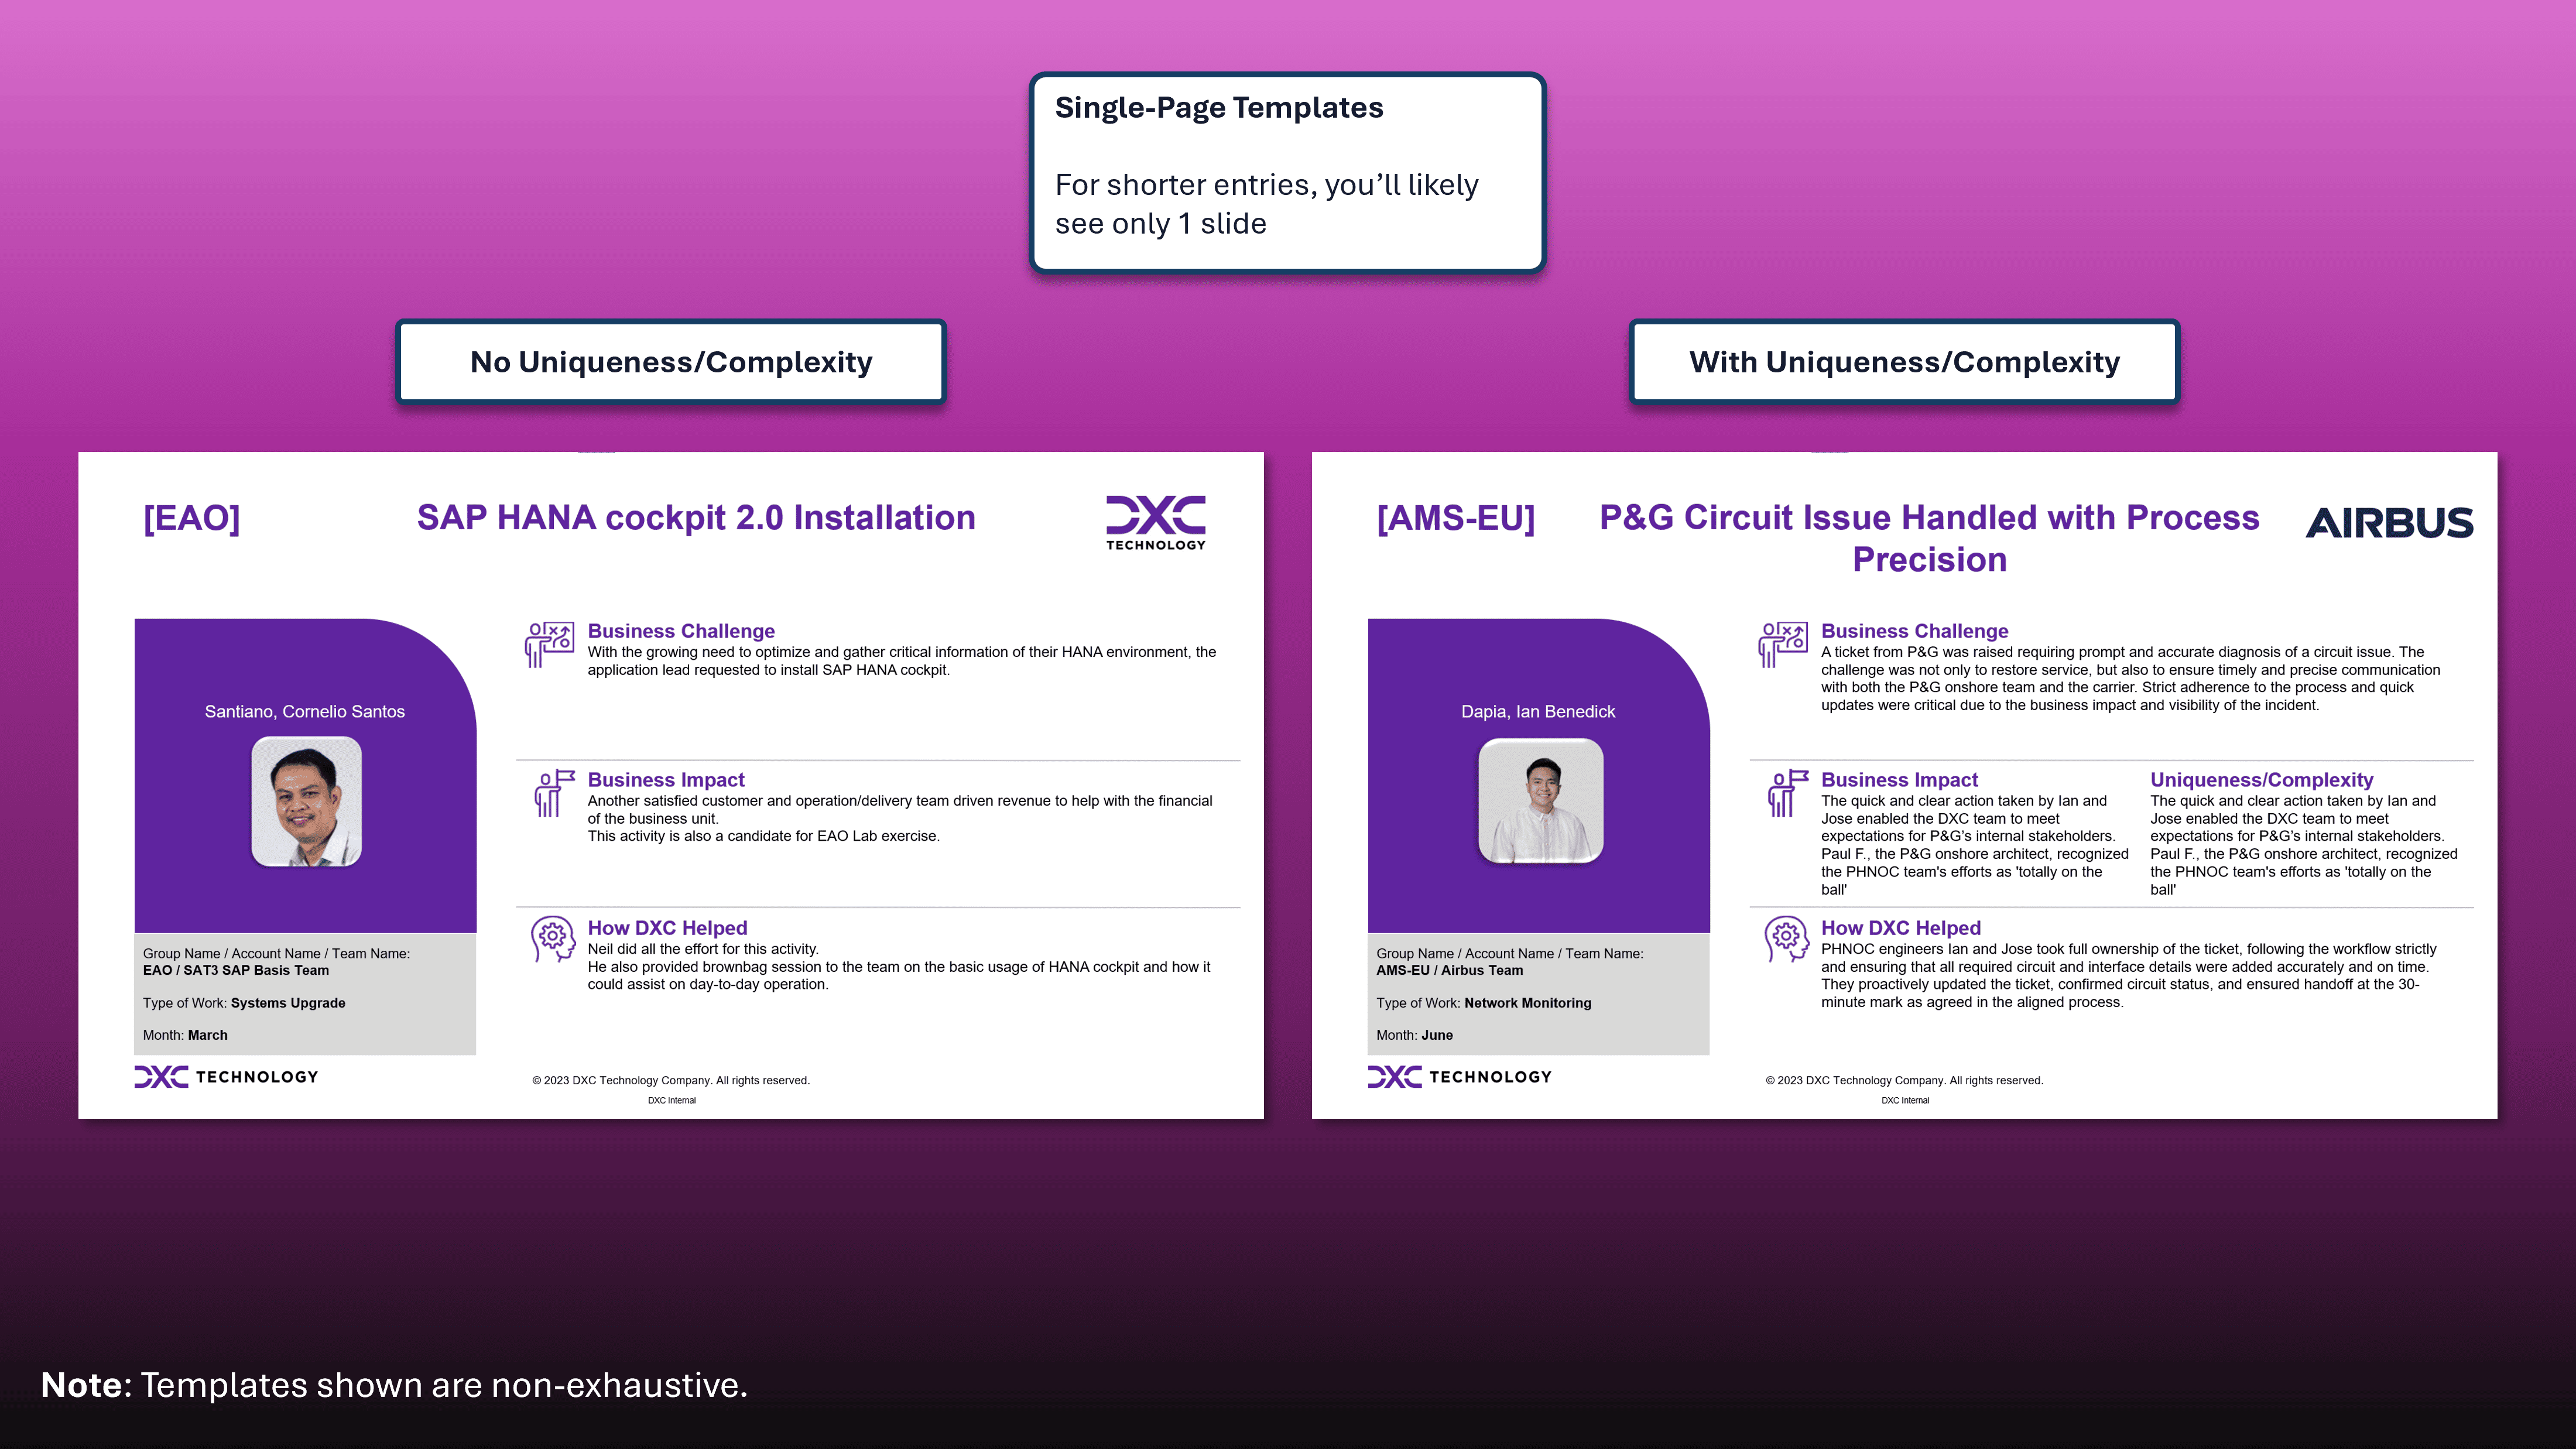 Single-Page Templates
For shorter entries, you’ll likely
see only 1 slide
No Uniqueness/Complexity
With Uniqueness/Complexity
[EAO]
SAP HANA cockpit 2.0 Installation
DXC
TECHNOLOGY
Santiano, Cornelio Santos
Group Name / Account Name / Team Name:
EAO / SAT3 SAP Basis Team
Type of Work: Systems Upgrade
Month: March
Business Challenge
With the growing need to optimize and gather critical information of their HANA environment, the
application lead requested to install SAP HANA cockpit.
Business Impact
Another satisfied customer and operation/delivery team driven revenue to help with the financial
of the business unit.
This activity is also a candidate for EAO Lab exercise.
How DXC Helped
Neil did all the effort for this activity.
He also provided brownbag session to the team on the basic usage of HANA cockpit and how it
could assist on day-to-day operation.
DXC TECHNOLOGY
© 2023 DXC Technology Company. All rights reserved.
DXC Internal
[AMS-EU]
P&G Circuit Issue Handled with Process
Precision
AIRBUS
Dapia, Ian Benedick
Group Name / Account Name / Team Name:
AMS-EU / Airbus Team
Type of Work: Network Monitoring
Month: June
Business Challenge
A ticket from P&G was raised requiring prompt and accurate diagnosis of a circuit issue. The
challenge was not only to restore service, but also to ensure timely and precise communication
with both the P&G onshore team and the carrier. Strict adherence to the process and quick
updates were critical due to the business impact and visibility of the incident.
Business Impact
The quick and clear action taken by Ian and
Jose enabled the DXC team to meet
expectations for P&G’s internal stakeholders.
Paul F., the P&G onshore architect, recognized
the PHNOC team's efforts as 'totally on the
ball'
Uniqueness/Complexity
The quick and clear action taken by Ian and
Jose enabled the DXC team to meet
expectations for P&G’s internal stakeholders.
Paul F., the P&G onshore architect, recognized
the PHNOC team's efforts as 'totally on the
ball'
How DXC Helped
PHNOC engineers Ian and Jose took full ownership of the ticket, following the workflow strictly
and ensuring that all required circuit and interface details were added accurately and on time.
They proactively updated the ticket, confirmed circuit status, and ensured handoff at the 30-
minute mark as agreed in the aligned process.
DXC TECHNOLOGY
© 2023 DXC Technology Company. All rights reserved.
DXC Internal
Note: Templates shown are non-exhaustive.